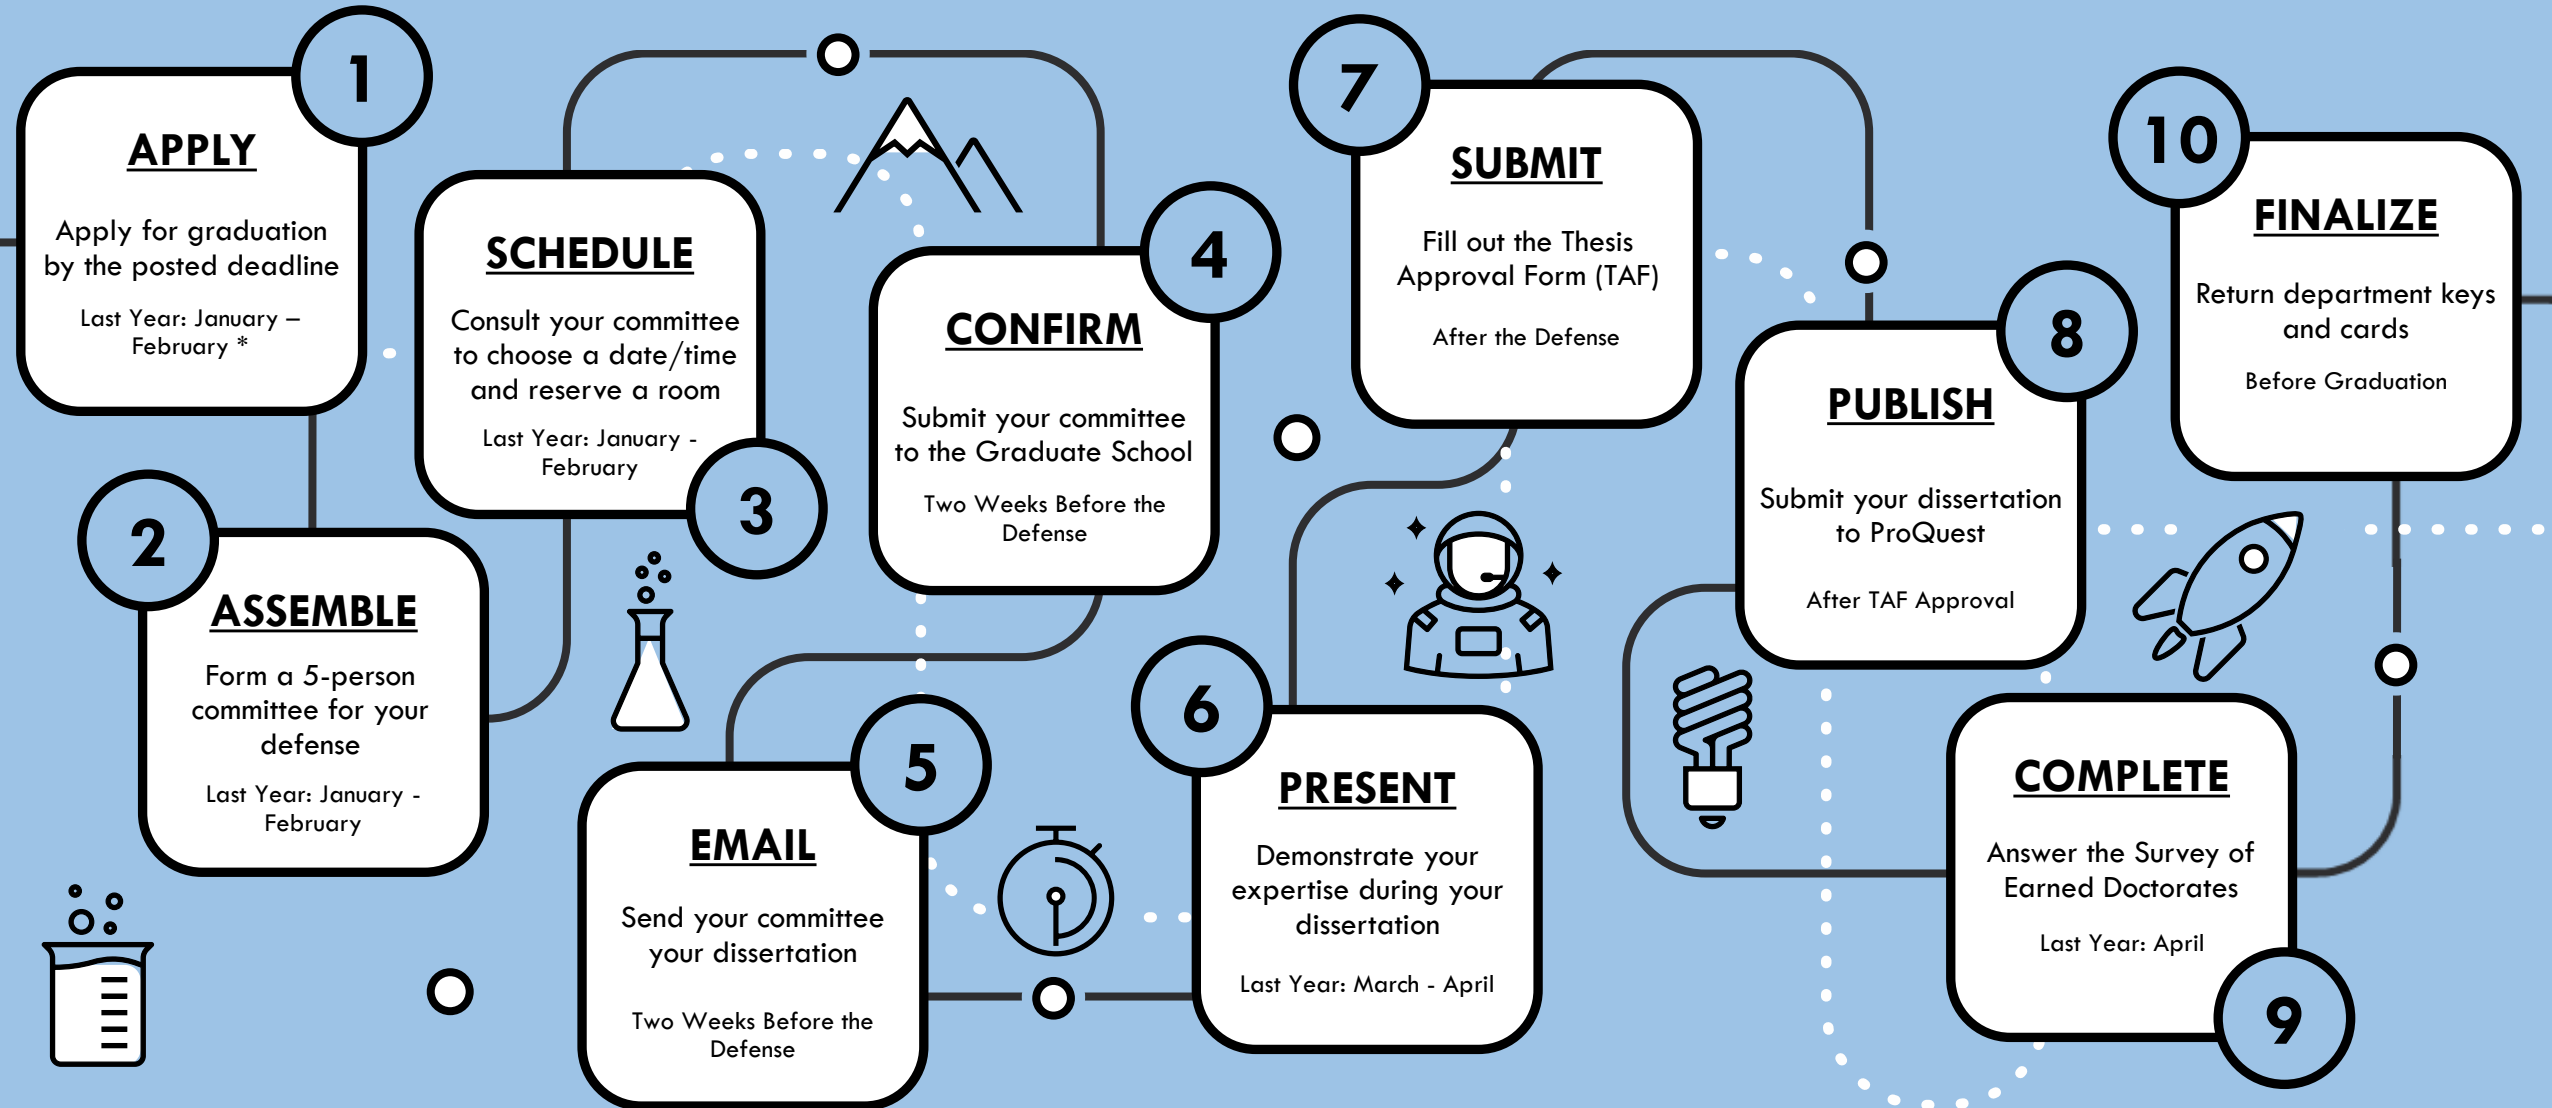 1
APPLY
Apply for graduation
by the posted deadline
Last Year: January –
February *
2
ASSEMBLE
Form a 5-person
committee for your
defense
Last Year: January -
February
3
SCHEDULE
Consult your committee
to choose a date/time
and reserve a room
Last Year: January -
February
4
CONFIRM
Submit your committee
to the Graduate School
Two Weeks Before the
Defense
5
EMAIL
Send your committee
your dissertation
Two Weeks Before the
Defense
6
PRESENT
Demonstrate your
expertise during your
dissertation
Last Year: March - April
7
SUBMIT
Fill out the Thesis
Approval Form (TAF)
After the Defense
8
PUBLISH
Submit your dissertation
to ProQuest
After TAF Approval
9
COMPLETE
Answer the Survey of
Earned Doctorates
Last Year: April
10
FINALIZE
Return department keys
and cards
Before Graduation